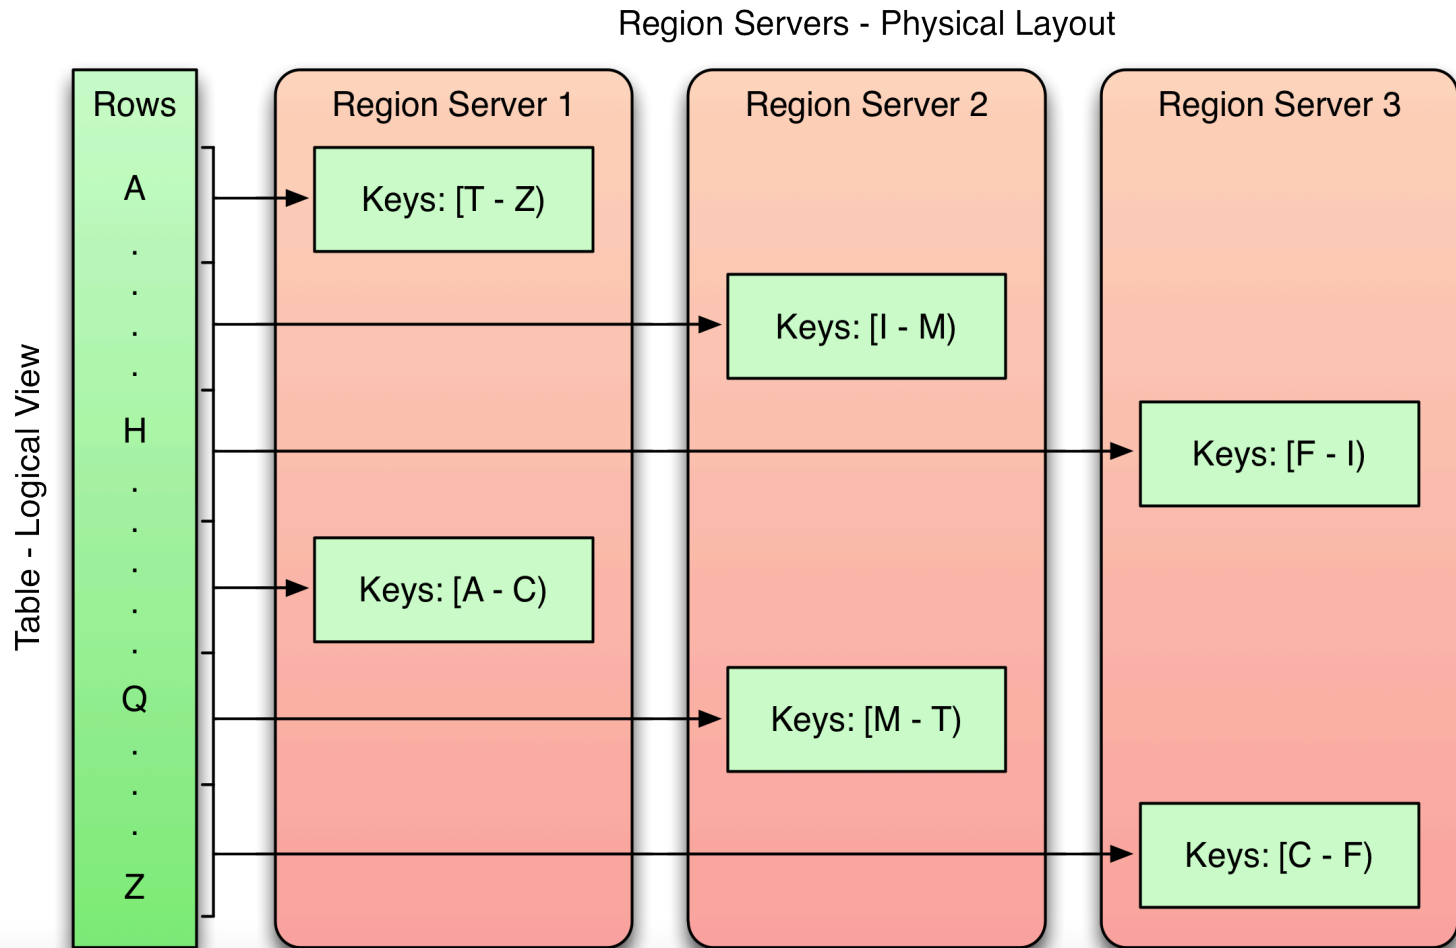 Region Servers - Physical Layout
Table - Logical View
Rows
A
.
.
.
.
H
.
.
.
.
.
Q
.
.
.
Z
Region Server 1
Keys: [T - Z)
Keys: [A - C)
Region Server 2
Keys: [I - M)
Keys: [M - T)
Region Server 3
Keys: [F - I)
Keys: [C - F)